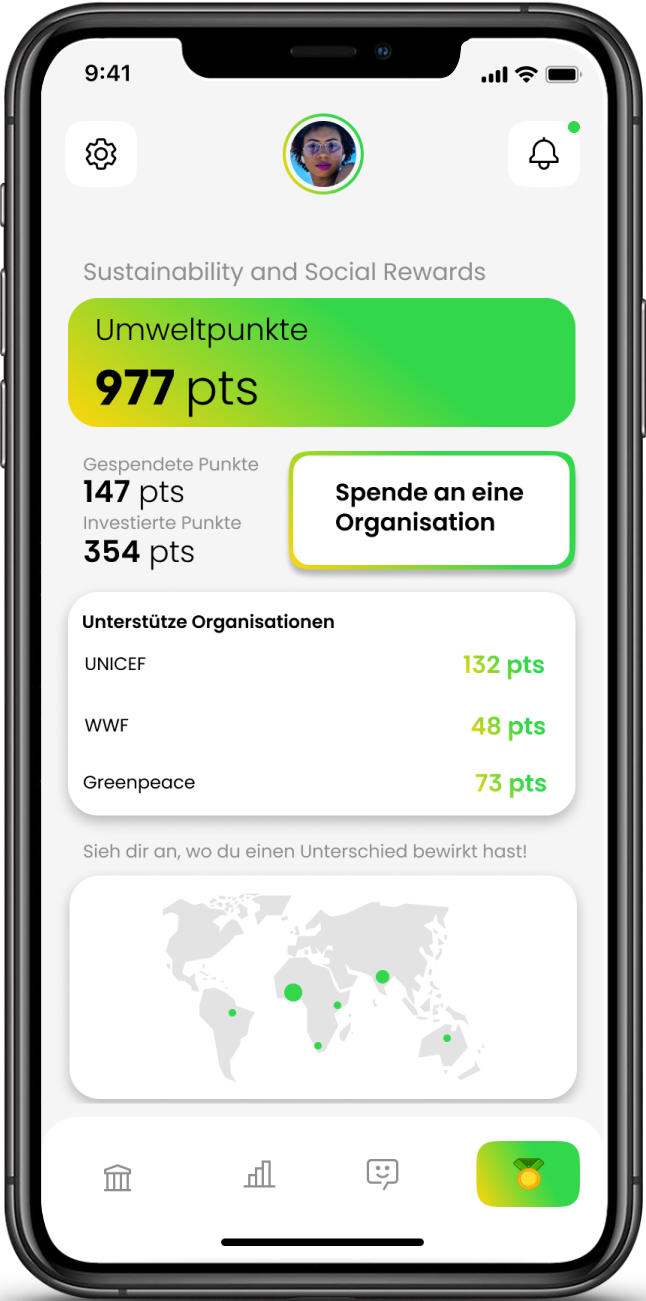 9:41
Sustainability and Social Rewards
Umweltpunkte
977 pts
Gespendete Punkte
147 pts
Investierte Punkte
354 pts
Spende an eine
Organisation
Unterstütze Organisationen
UNICEF 132 pts
WWF 48 pts
Greenpeace 73 pts
Sieh dir an, wo du einen Unterschied bewirkt hast!